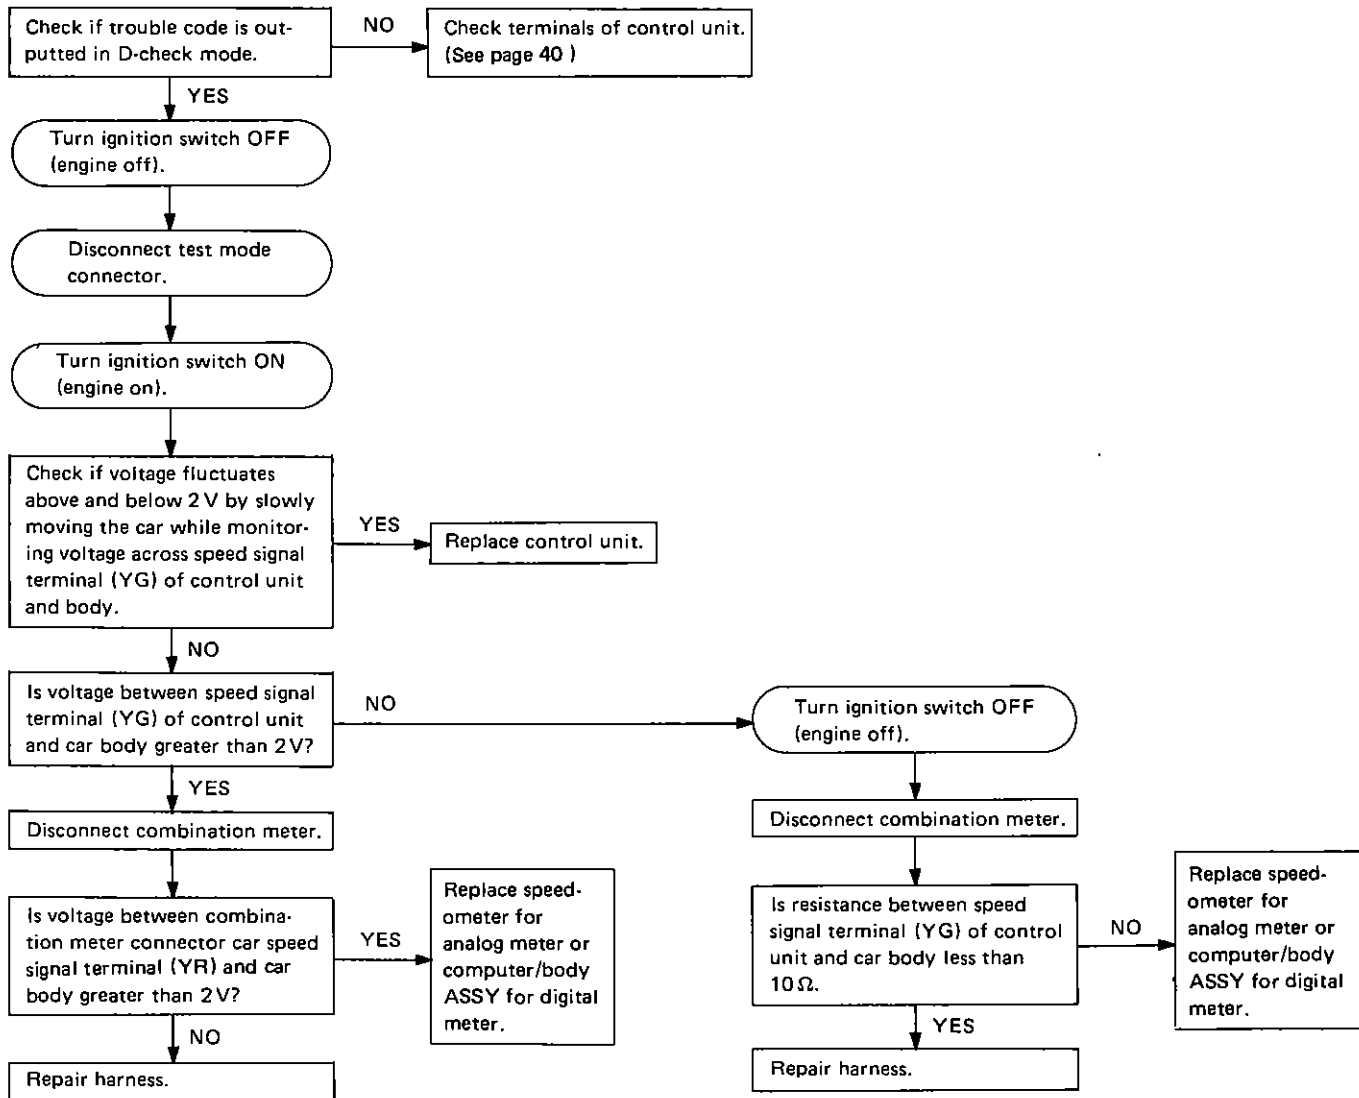 Check if trouble code is out-
putted in D-check mode.
NO
Check terminals of control unit.
(See page 40 )
YES
Turn ignition switch OFF
(engine off).
Disconnect test mode
connector.
Turn ignition switch ON
(engine on).
Check if voltage fluctuates
above and below 2 V by slowly
moving the car while monitor-
ing voltage across speed signal
terminal (YG) of control unit
and body.
YES
Replace control unit.
NO
Is voltage between speed signal
terminal (YG) of control unit
and car body greater than 2 V?
NO
Turn ignition switch OFF
(engine off).
YES
Disconnect combination meter.
Disconnect combination meter.
Is voltage between combina-
tion meter connector car speed
signal terminal (YR) and car
body greater than 2 V?
YES
Replace speed-
ometer for
analog meter or
computer/body
ASSY for digital
meter.
Is resistance between speed
signal terminal (YG) of control
unit and car body less than
10 Ω.
NO
Replace speed-
ometer for
analog meter or
computer/body
ASSY for digital
meter.
NO
Repair harness.
YES
Repair harness.